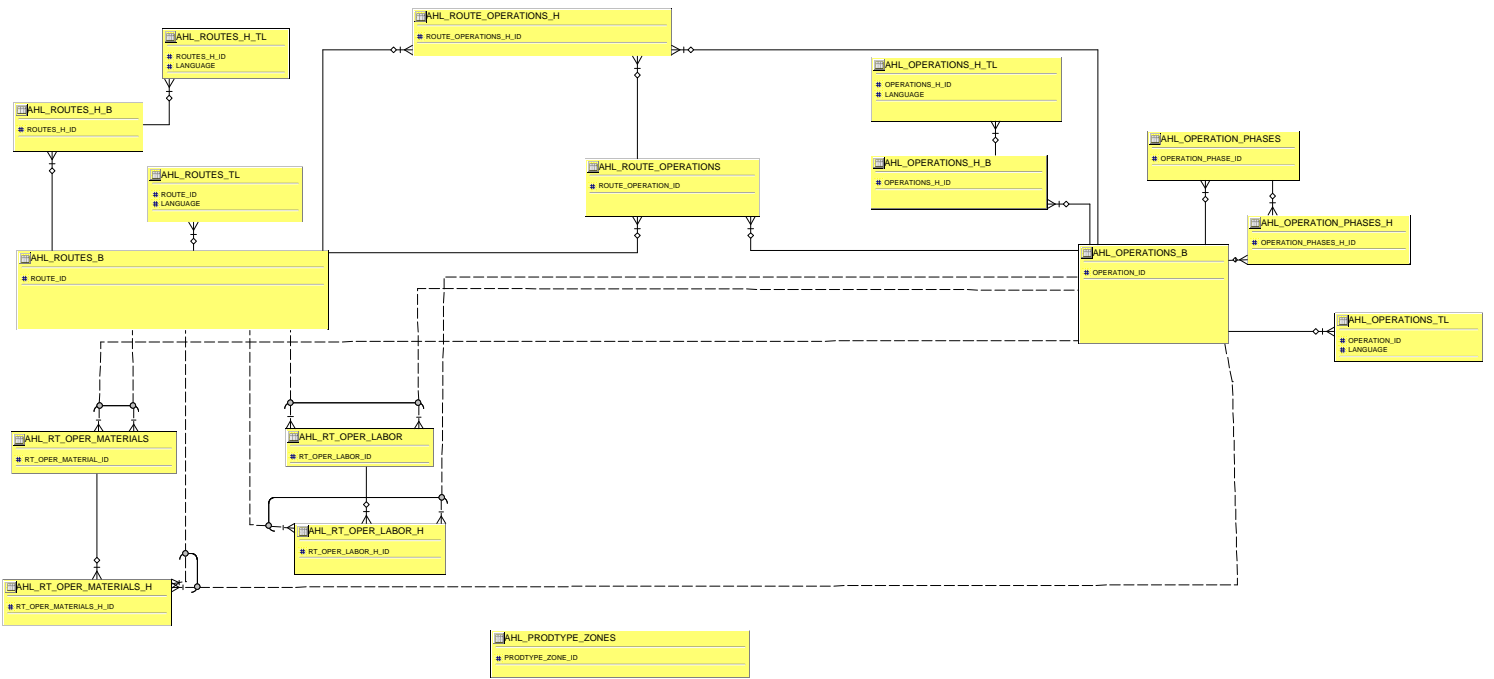 AHL_ROUTE_OPERATIONS_H
# ROUTE_OPERATIONS_H_ID
AHL_ROUTES_H_TL
# ROUTES_H_ID
# LANGUAGE
AHL_OPERATIONS_H_TL
# OPERATIONS_H_ID
# LANGUAGE
AHL_ROUTES_H_B
# ROUTES_H_ID
AHL_OPERATION_PHASES
# OPERATION_PHASE_ID
AHL_ROUTE_OPERATIONS
# ROUTE_OPERATION_ID
AHL_OPERATIONS_H_B
# OPERATIONS_H_ID
AHL_ROUTES_TL
# ROUTE_ID
# LANGUAGE
AHL_OPERATION_PHASES_H
# OPERATION_PHASES_H_ID
AHL_ROUTES_B
# ROUTE_ID
AHL_OPERATIONS_B
# OPERATION_ID
AHL_OPERATIONS_TL
# OPERATION_ID
# LANGUAGE
AHL_RT_OPER_MATERIALS
# RT_OPER_MATERIAL_ID
AHL_RT_OPER_LABOR
# RT_OPER_LABOR_ID
AHL_RT_OPER_LABOR_H
# RT_OPER_LABOR_H_ID
AHL_RT_OPER_MATERIALS_H
# RT_OPER_MATERIALS_H_ID
AHL_PRODTYPE_ZONES
# PRODTYPE_ZONE_ID